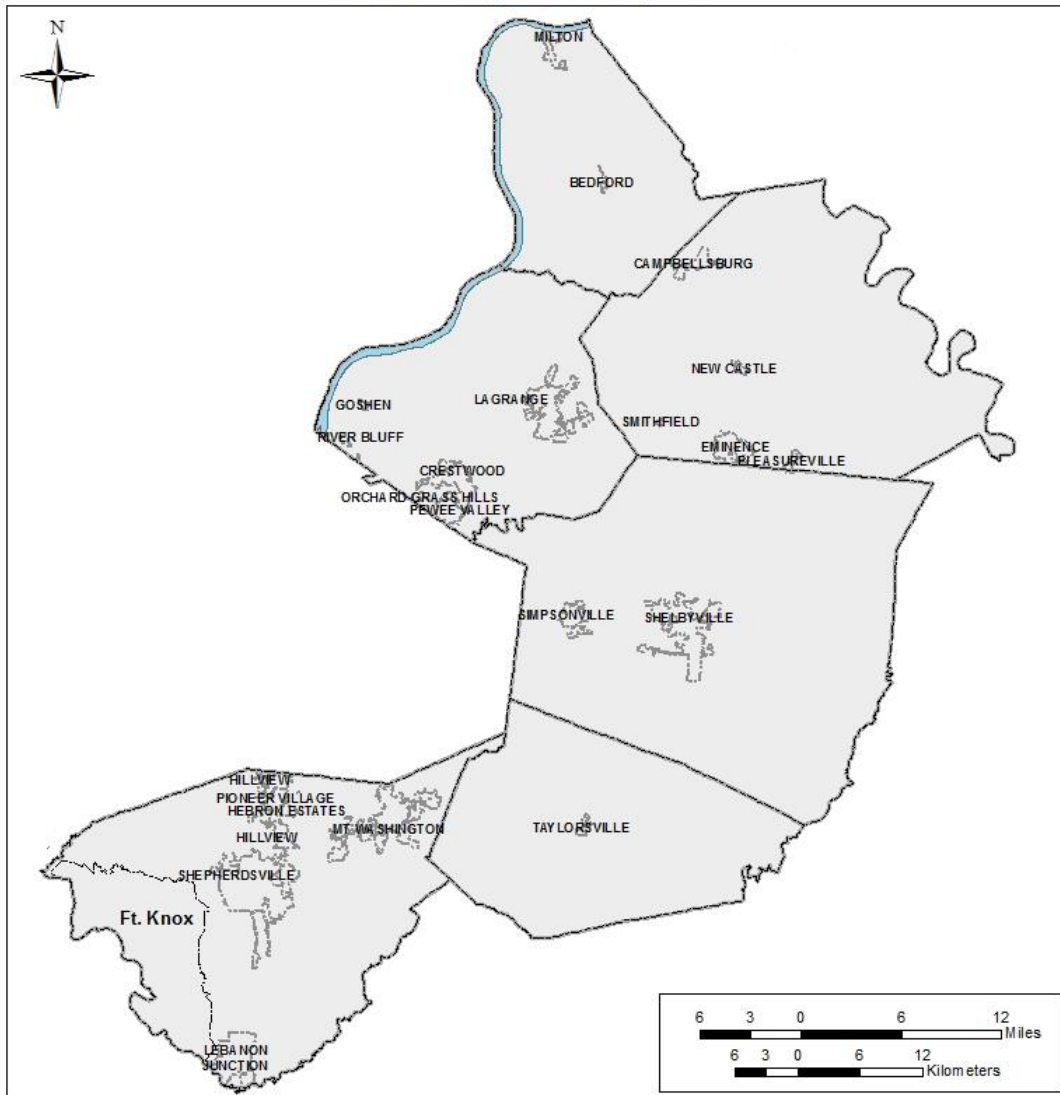 N
MILTON
BEDFORD
CAMPBELLSBURG
NEW CASTLE
LAGRANGE
GOSHEN
SMITHFIELD
RIVER BLUFF
EMINENCE
PLEASUREVILLE
CRESTWOOD
ORCHARD GRASS HILLS
PEWEE VALLEY
SIMPSONVILLE
SHELBYVILLE
HILLVIEW
PIONEER VILLAGE
HEBRON ESTATES
MT WASHINGTON
TAYLORSVILLE
HILLVIEW
SHEPHERDSVILLE
Ft. Knox
LEBANON
JUNCTION
6 3 0 6 12
Miles
6 3 0 6 12
Kilometers